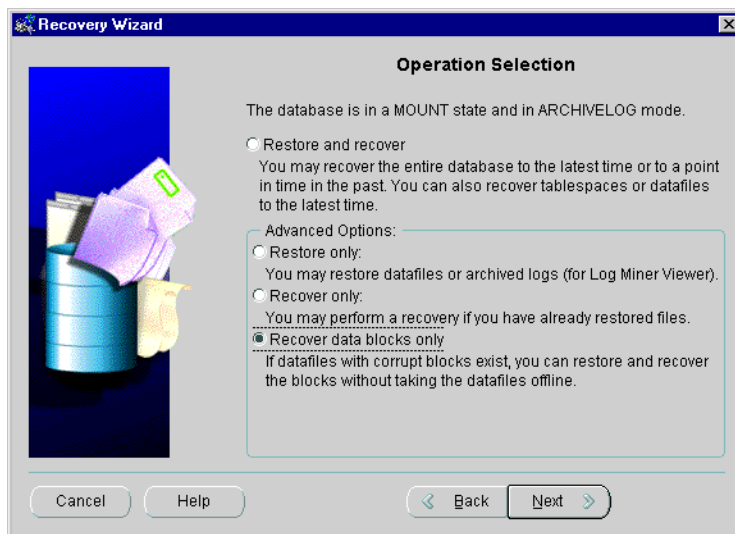 Recovery Wizard
Operation Selection
The database is in a MOUNT state and in ARCHIVELOG mode.
Restore and recover
You may recover the entire database to the latest time or to a point
in time in the past. You can also recover tablespaces or datafiles
to the latest time.
Advanced Options:
Restore only:
You may restore datafiles or archived logs (for Log Miner Viewer).
Recover only:
You may perform a recovery if you have already restored files.
Recover data blocks only
If datafiles with corrupt blocks exist, you can restore and recover
the blocks without taking the datafiles offline.
Cancel
Help
Back
Next